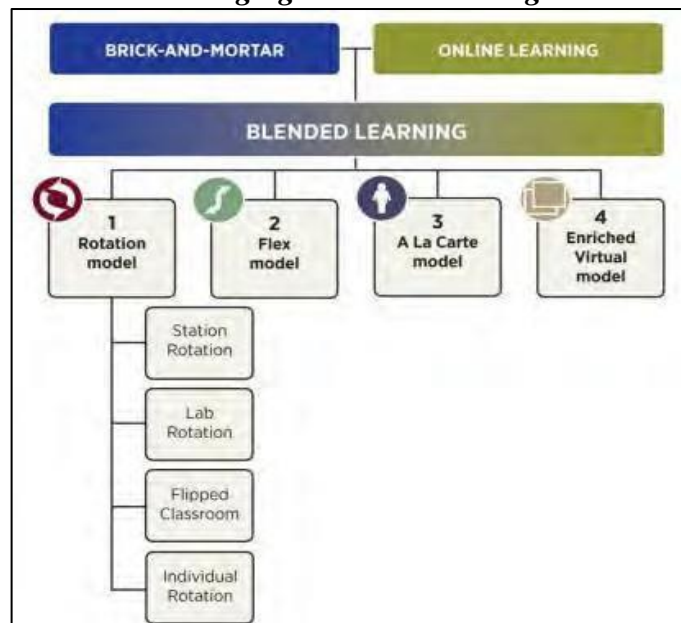 BRICK-AND-MORTAR
ONLINE LEARNING
BLENDED LEARNING
1
Rotation
model
2
Flex
model
3
A La Carte
model
4
Enriched
Virtual
model
Station
Rotation
Lab
Rotation
Flipped
Classroom
Individual
Rotation